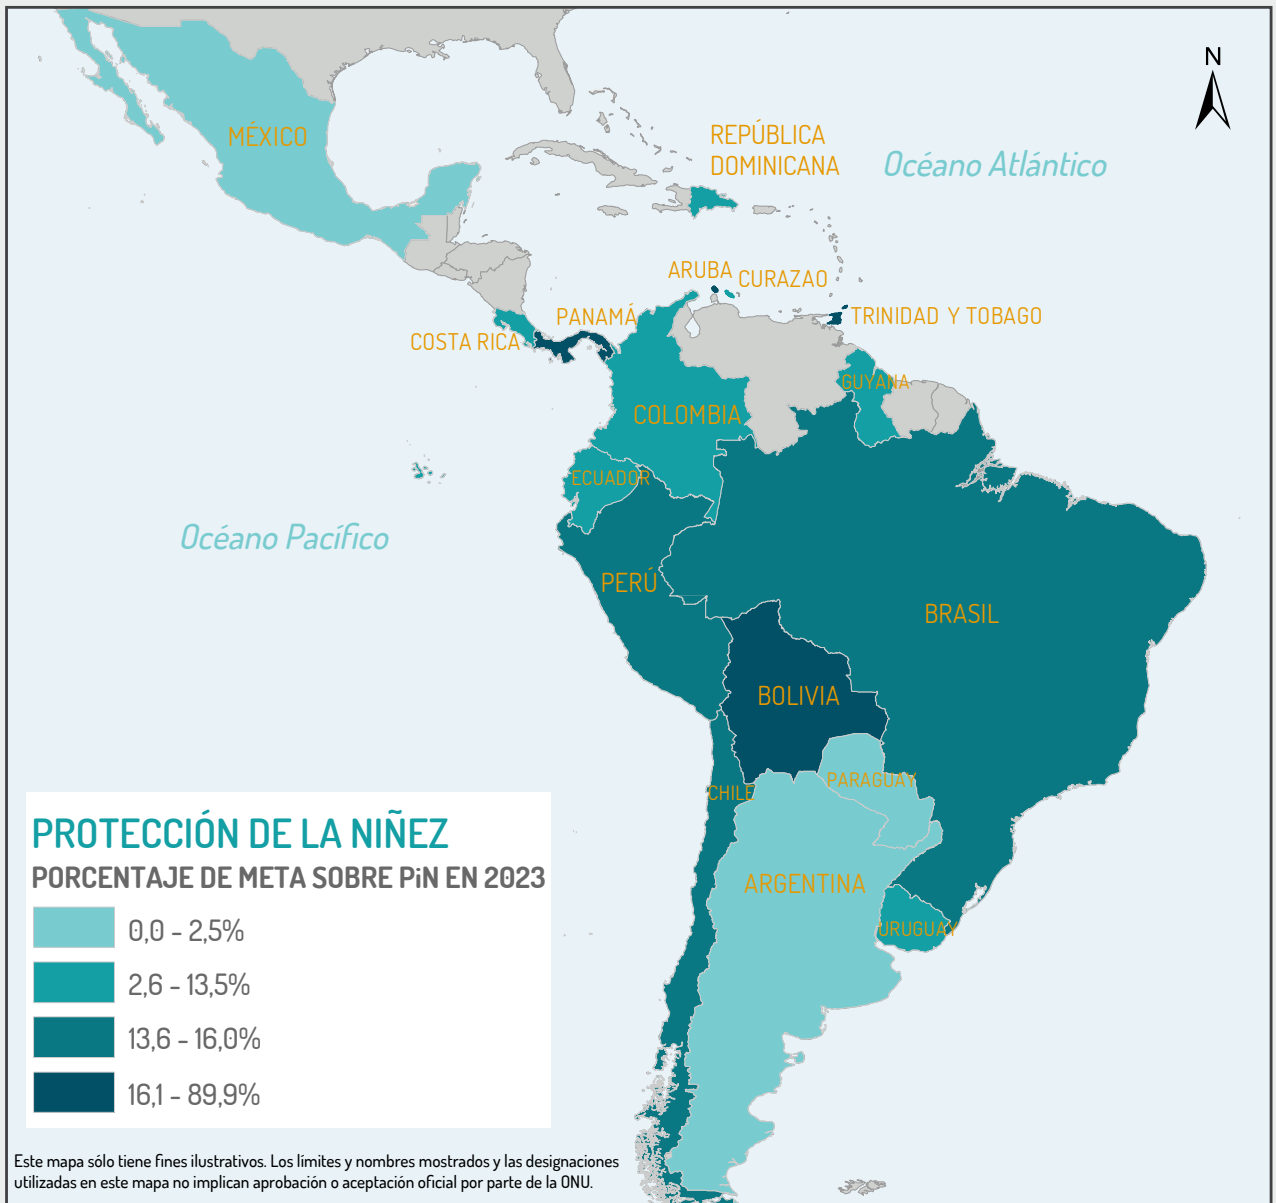 N
MÉXICO
REPÚBLICA
DOMINICANA
Océano Atlántico
ARUBA
CURAZAO
PANAMÁ
TRINIDAD Y TOBAGO
COSTA RICA
GUYANA
COLOMBIA
ECUADOR
Océano Pacífico
PERÚ
BRASIL
BOLIVIA
PARAGUAY
CHILE
ARGENTINA
URUGUAY
PROTECCIÓN DE LA NIÑEZ
PORCENTAJE DE META SOBRE PiN EN 2023
0,0 - 2,5%
2,6 - 13,5%
13,6 - 16,0%
16,1 - 89,9%
Este mapa sólo tiene fines ilustrativos. Los límites y nombres mostrados y las designaciones
utilizadas en este mapa no implican aprobación o aceptación oficial por parte de la ONU.